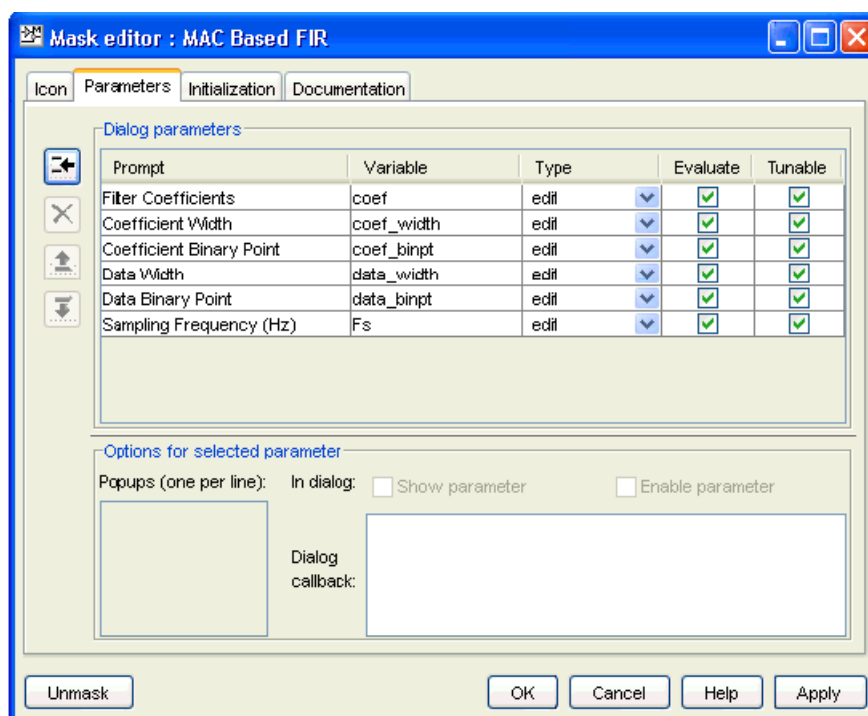 Mask editor : MAC Based FIR
Icon Parameters Initialization Documentation
Dialog parameters
Prompt Variable Type Evaluate Tunable
Filter Coefficients coef edit
Coefficient Width coef_width edit
Coefficient Binary Point coef_binpt edit
Data Width data_width edit
Data Binary Point data_binpt edit
Sampling Frequency (Hz) Fs edit
Options for selected parameter
Popups (one per line): In dialog: Show parameter Enable parameter
Dialog
callback:
Unmask OK Cancel Help Apply